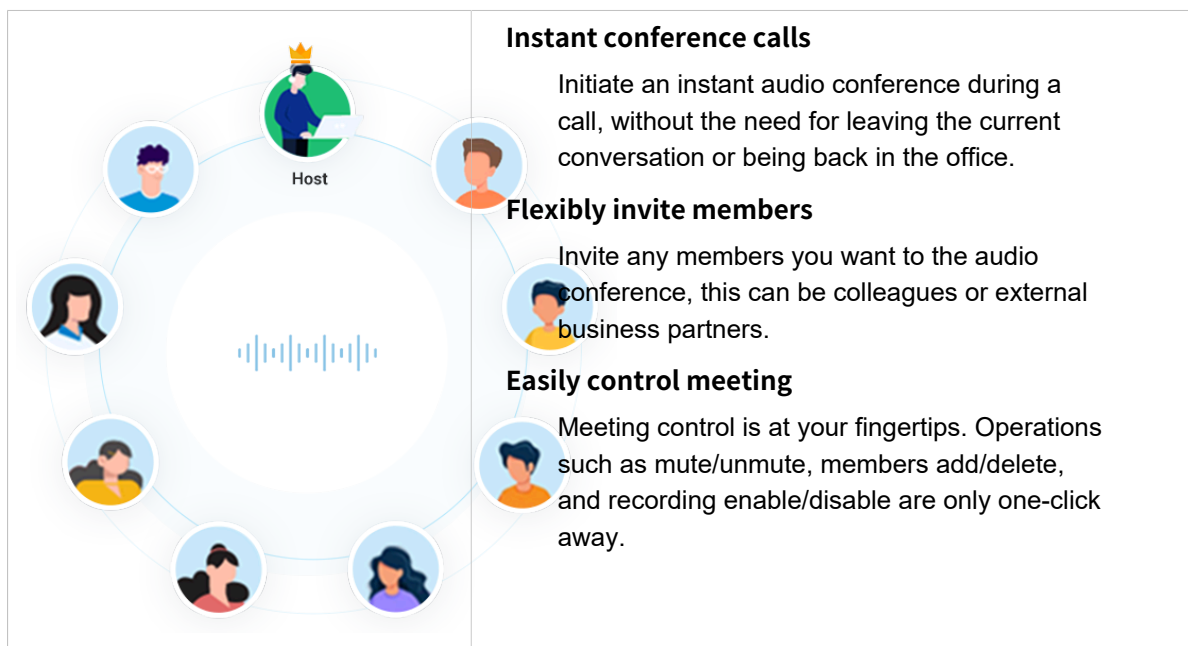 Host
Instant conference calls
Initiate an instant audio conference during a
call, without the need for leaving the current
conversation or being back in the office.
Flexibly invite members
Invite any members you want to the audio
conference, this can be colleagues or external
business partners.
Easily control meeting
Meeting control is at your fingertips. Operations
such as mute/unmute, members add/delete,
and recording enable/disable are only one-click
away.